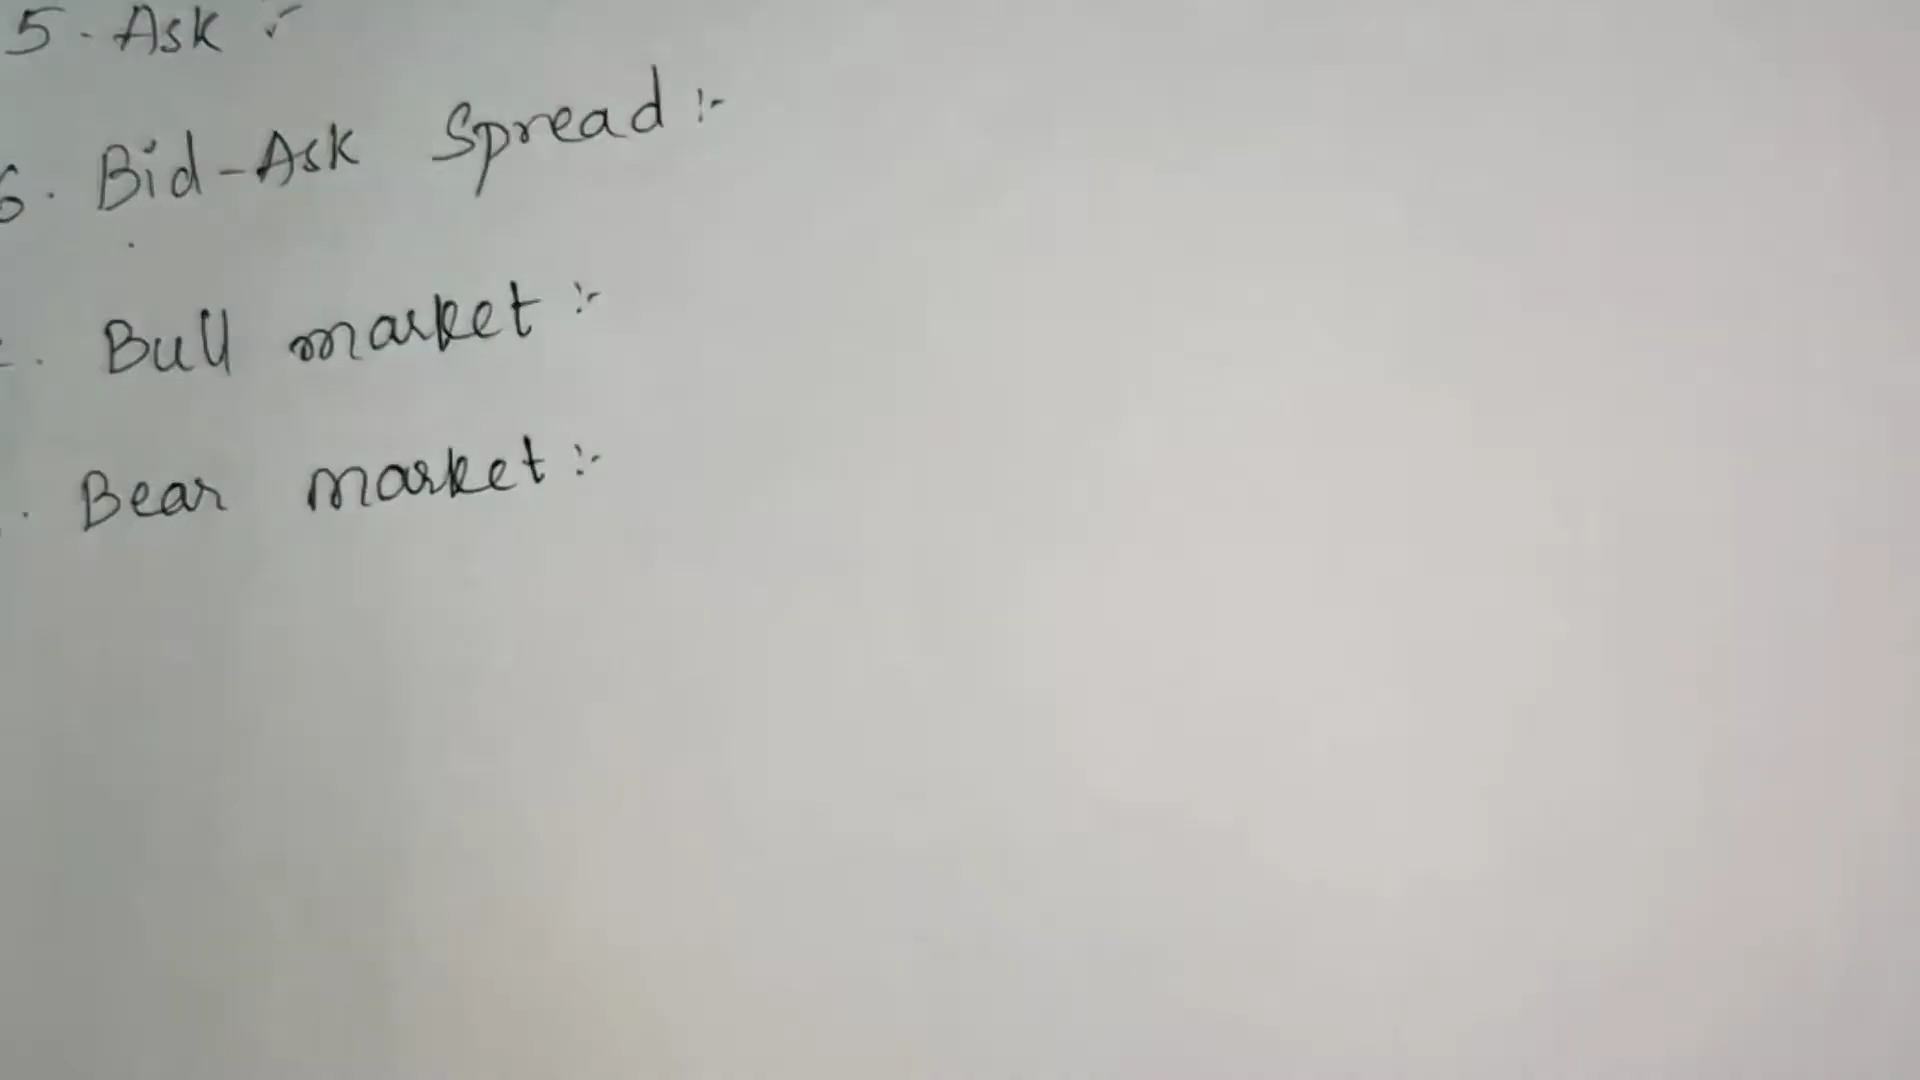 5. Ask :-
6. Bid-Ask Spread :-
. Bull market :-
. Bear market :-